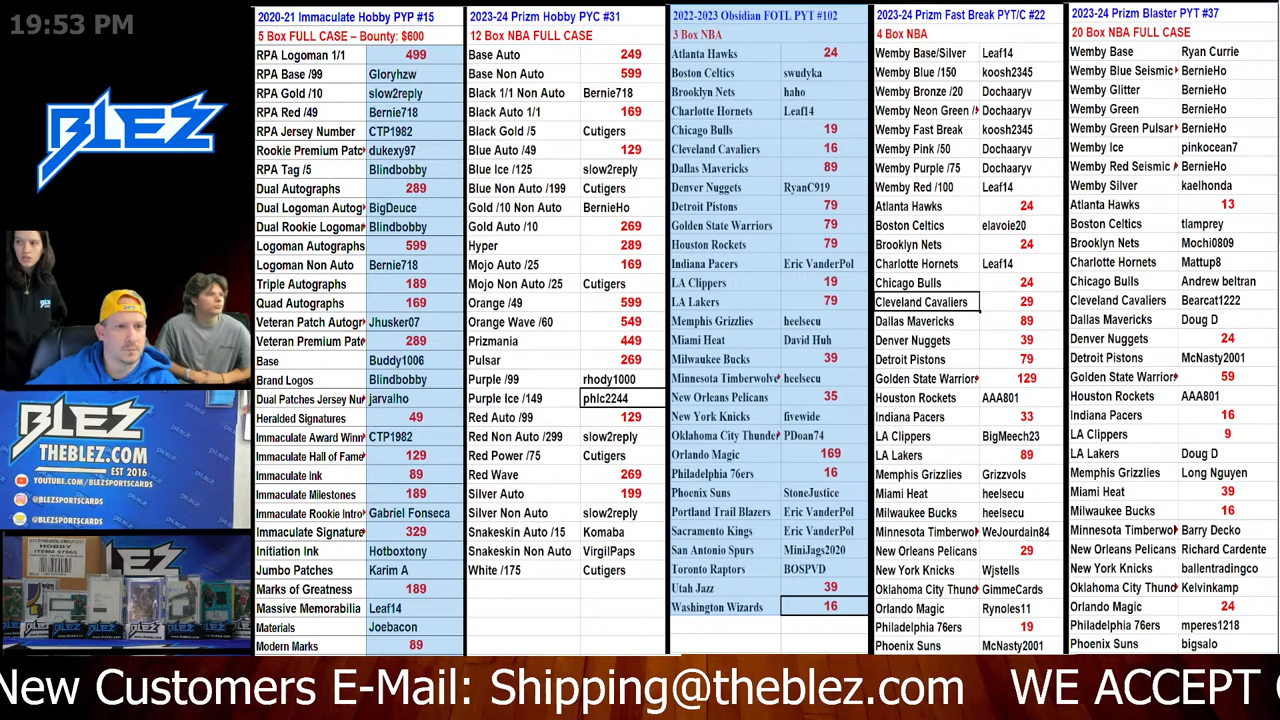 19:53 PM
BLEZ
BLEZ
THEBLEZ.COM
EST 2016
YOUTUBE.COM/BLEZSPORTSCARDS
@BLEZSPORTSCARDS
@BLEZSPORTSCARDS
HOBBY
2020-21 Immaculate Hobby PYP #15
5 Box FULL CASE – Bounty: $600
RPA Logoman 1/1 499
RPA Base /99 Gloryhzw
RPA Gold /10 slow2reply
RPA Red /49 Bernie718
RPA Jersey Number CTP1982
Rookie Premium Patc dukexy97
RPA Tag /5 Blindbobby
Dual Autographs 289
Dual Logoman Autog BigDeuce
Dual Rookie Logoma Blindbobby
Logoman Autographs 599
Logoman Non Auto Bernie718
Triple Autographs 189
Quad Autographs 169
Veteran Patch Autogr Jhusker07
Veteran Premium Pat 289
Base Buddy1006
Brand Logos Blindbobby
Dual Patches Jersey Nu jarvalho
Heralded Signatures 49
Immaculate Award Winn CTP1982
Immaculate Hall of Fame 129
Immaculate Ink 89
Immaculate Milestones 189
Immaculate Rookie Intro Gabriel Fonseca
Immaculate Signature 329
Initiation Ink Hotboxtony
Jumbo Patches Karim A
Marks of Greatness 189
Massive Memorabilia Leaf14
Materials Joebacon
Modern Marks 89
2023-24 Prizm Hobby PYC #31
12 Box NBA FULL CASE
Base Auto 249
Base Non Auto 599
Black 1/1 Non Auto Bernie718
Black Auto 1/1 169
Black Gold /5 Cutigers
Blue Auto /49 129
Blue Ice /125 slow2reply
Blue Non Auto /199 Cutigers
Gold /10 Non Auto BernieHo
Gold Auto /10 269
Hyper 289
Mojo Auto /25 169
Mojo Non Auto /25 Cutigers
Orange /49 599
Orange Wave /60 549
Prizmania 449
Pulsar 269
Purple /99 rhody1000
Purple Ice /149 phlc2244
Red Auto /99 129
Red Non Auto /299 slow2reply
Red Power /75 Cutigers
Red Wave 269
Silver Auto 199
Silver Non Auto slow2reply
Snakeskin Auto /15 Komaba
Snakeskin Non Auto VirgilPaps
White /175 Cutigers
2022-2023 Obsidian FOTL PYT #102
3 Box NBA
Atlanta Hawks 24
Boston Celtics swudyka
Brooklyn Nets haho
Charlotte Hornets Leaf14
Chicago Bulls 19
Cleveland Cavaliers 16
Dallas Mavericks 89
Denver Nuggets RyanC919
Detroit Pistons 79
Golden State Warriors 79
Houston Rockets 79
Indiana Pacers Eric VanderPol
LA Clippers 19
LA Lakers 79
Memphis Grizzlies heelsecu
Miami Heat David Huh
Milwaukee Bucks 39
Minnesota Timberwolve heelsecu
New Orleans Pelicans 35
New York Knicks fivewide
Oklahoma City Thunde PDoan74
Orlando Magic 169
Philadelphia 76ers 16
Phoenix Suns StoneJustice
Portland Trail Blazers Eric VanderPol
Sacramento Kings Eric VanderPol
San Antonio Spurs MiniJags2020
Toronto Raptors BOSPVD
Utah Jazz 39
Washington Wizards 16
2023-24 Prizm Fast Break PYT/C #22
4 Box NBA
Wemby Base/Silver Leaf14
Wemby Blue /150 koosh2345
Wemby Bronze /20 Dochaaryv
Wemby Neon Green / Dochaaryv
Wemby Fast Break koosh2345
Wemby Pink /50 Dochaaryv
Wemby Purple /75 Dochaaryv
Wemby Red /100 Leaf14
Atlanta Hawks 24
Boston Celtics elavoie20
Brooklyn Nets 24
Charlotte Hornets Leaf14
Chicago Bulls 24
Cleveland Cavaliers 29
Dallas Mavericks 89
Denver Nuggets 39
Detroit Pistons 79
Golden State Warrior 129
Houston Rockets AAA801
Indiana Pacers 33
LA Clippers BigMeech23
LA Lakers 89
Memphis Grizzlies Grizzvols
Miami Heat heelsecu
Milwaukee Bucks heelsecu
Minnesota Timberwo WeJourdain84
New Orleans Pelicans 29
New York Knicks Wjstells
Oklahoma City Thun GimmeCards
Orlando Magic Rynoles11
Philadelphia 76ers 19
Phoenix Suns McNasty2001
2023-24 Prizm Blaster PYT #37
20 Box NBA FULL CASE
Wemby Base Ryan Currie
Wemby Blue Seismic BernieHo
Wemby Glitter BernieHo
Wemby Green BernieHo
Wemby Green Pulsar BernieHo
Wemby Ice pinkocean7
Wemby Red Seismic BernieHo
Wemby Silver kaelhonda
Atlanta Hawks 13
Boston Celtics tlamprey
Brooklyn Nets Mochi0809
Charlotte Hornets Mattup8
Chicago Bulls Andrew beltran
Cleveland Cavaliers Bearcat1222
Dallas Mavericks Doug D
Denver Nuggets 24
Detroit Pistons McNasty2001
Golden State Warrior 59
Houston Rockets AAA801
Indiana Pacers 16
LA Clippers 9
LA Lakers Doug D
Memphis Grizzlies Long Nguyen
Miami Heat 39
Milwaukee Bucks 16
Minnesota Timberwo Barry Decko
New Orleans Pelicans Richard Cardente
New York Knicks ballentradingco
Oklahoma City Thun Kelvinkamp
Orlando Magic 24
Philadelphia 76ers mperes1218
Phoenix Suns bigsalo
New Customers E-Mail: Shipping@theblez.com WE ACCEPT